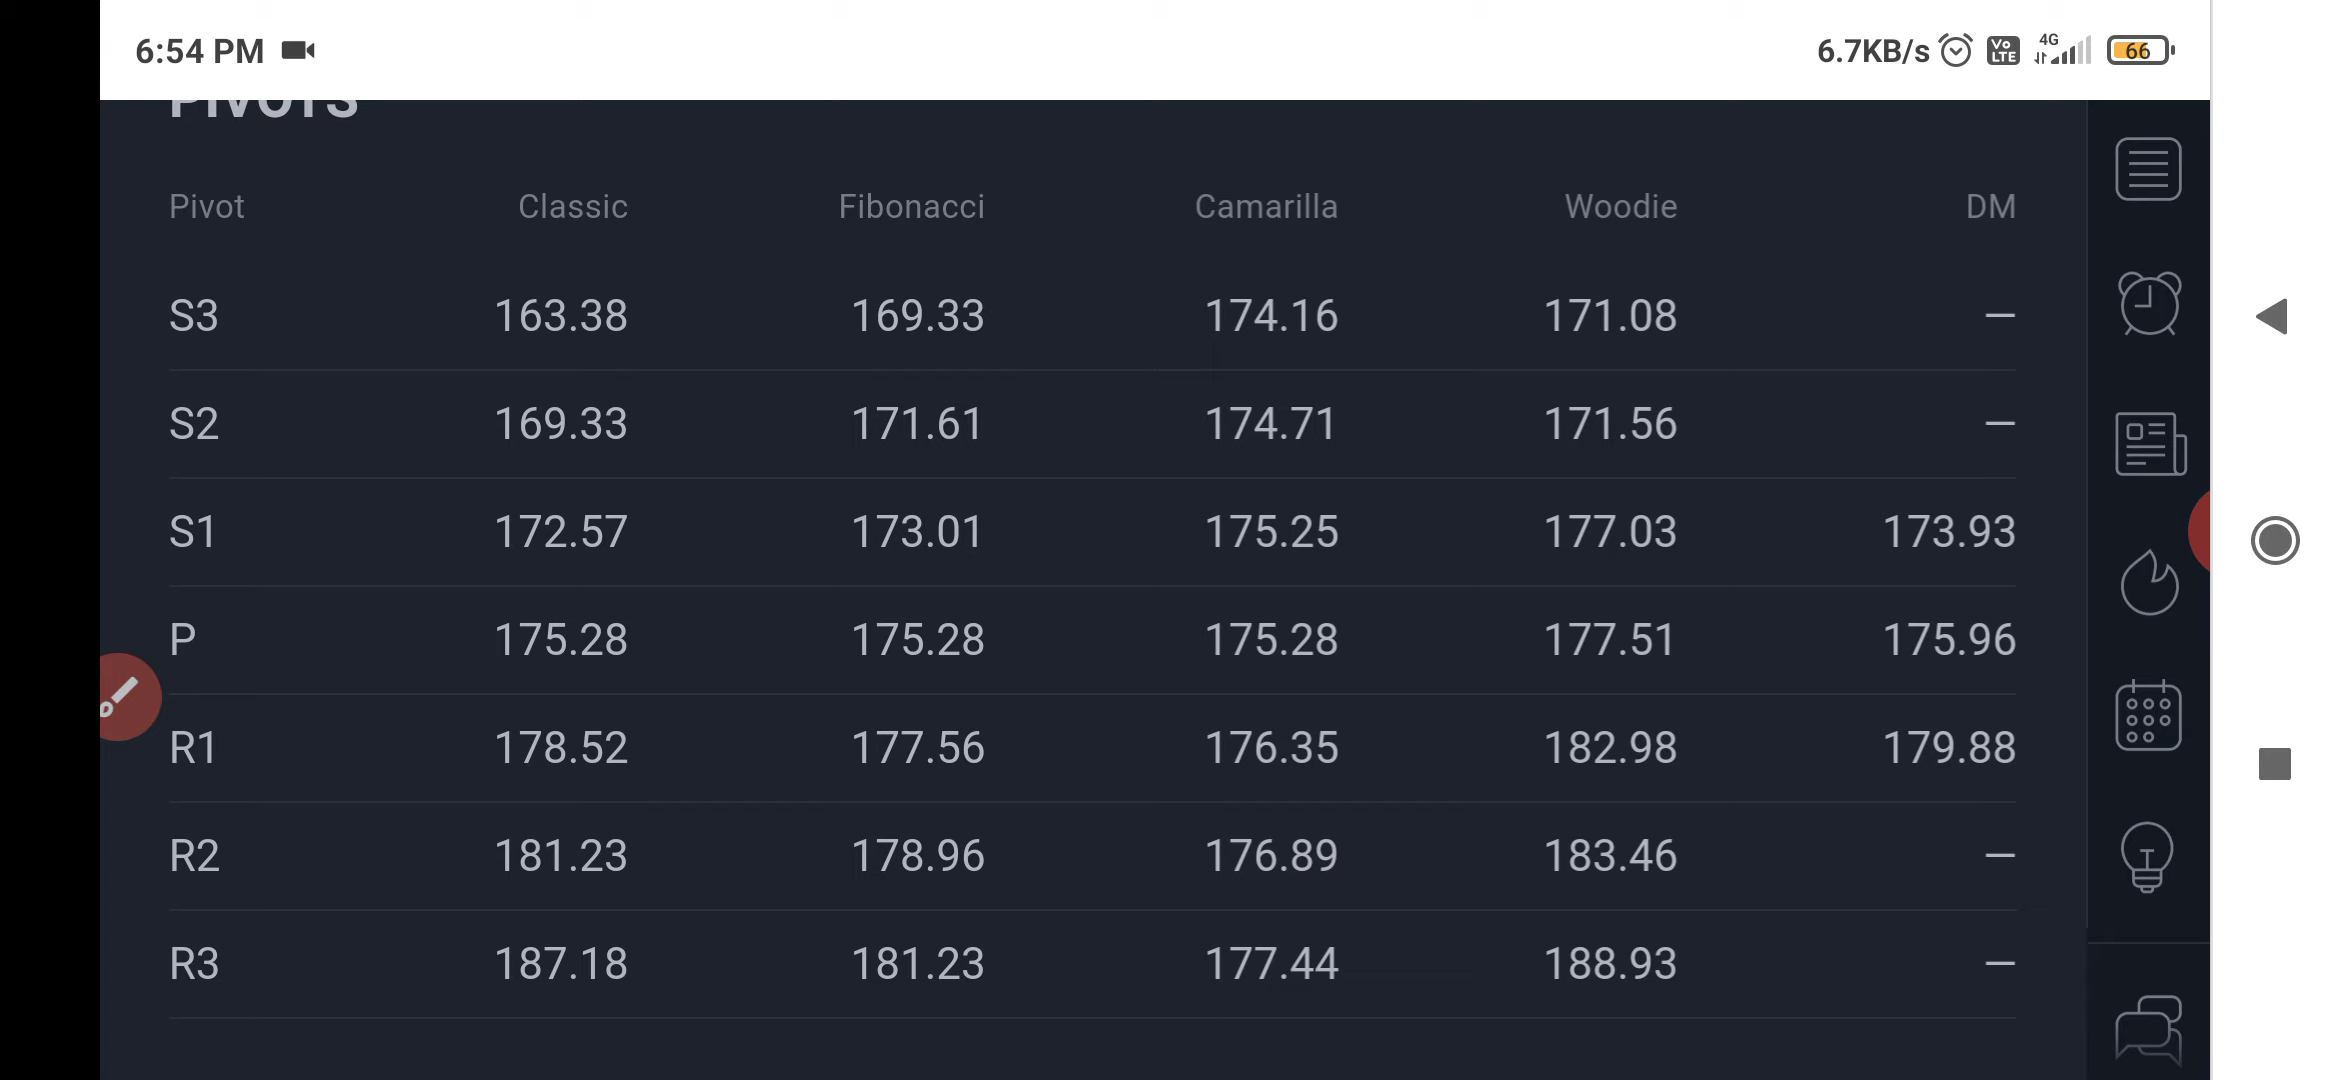 6:54 PM 6.7KB/s Vo LTE 4G 66
PIVOTS
Pivot Classic Fibonacci Camarilla Woodie DM
S3 163.38 169.33 174.16 171.08 —
S2 169.33 171.61 174.71 171.56 —
S1 172.57 173.01 175.25 177.03 173.93
P 175.28 175.28 175.28 177.51 175.96
R1 178.52 177.56 176.35 182.98 179.88
R2 181.23 178.96 176.89 183.46 —
R3 187.18 181.23 177.44 188.93 —